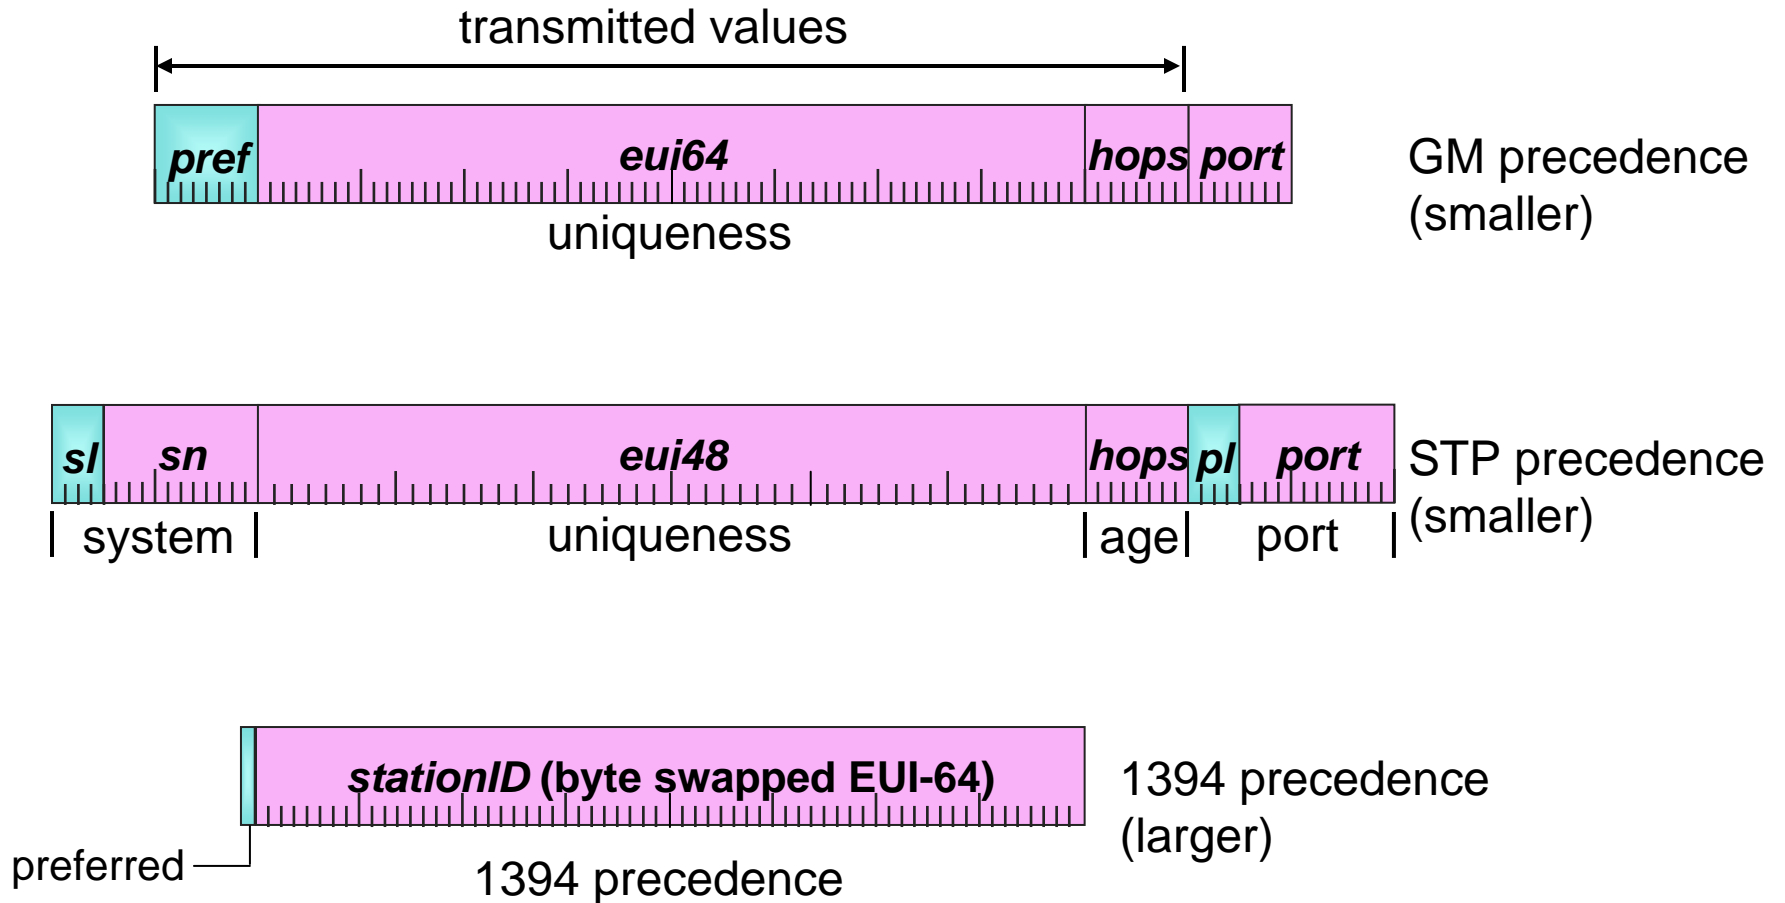 transmitted values
pref eui64 hops port
GM precedence
(smaller)
uniqueness
sl sn eui48 hops pl port
STP precedence
(smaller)
system uniqueness age port
stationID (byte swapped EUI-64)
1394 precedence
(larger)
preferred
1394 precedence